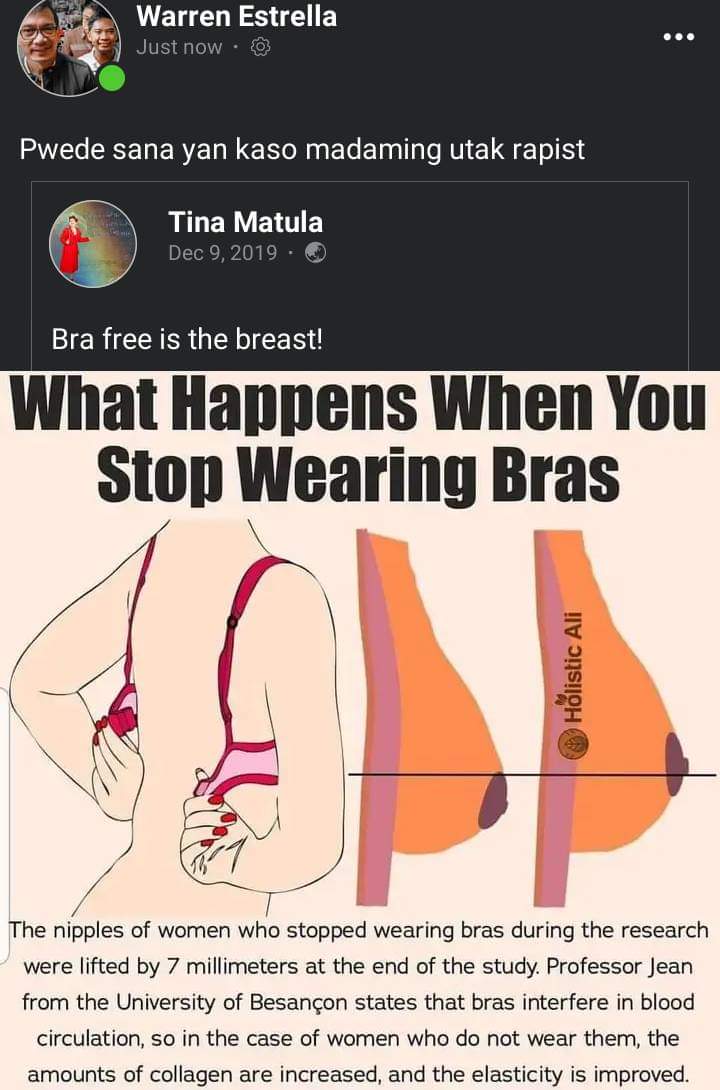 Warren Estrella
Just now ·
Pwede sana yan kaso madaming utak rapist
Tina Matula
Dec 9, 2019 ·
Bra free is the breast!
What Happens When You
Stop Wearing Bras
Holistic Ali
The nipples of women who stopped wearing bras during the research
were lifted by 7 millimeters at the end of the study. Professor Jean
from the University of Besançon states that bras interfere in blood
circulation, so in the case of women who do not wear them, the
amounts of collagen are increased, and the elasticity is improved.